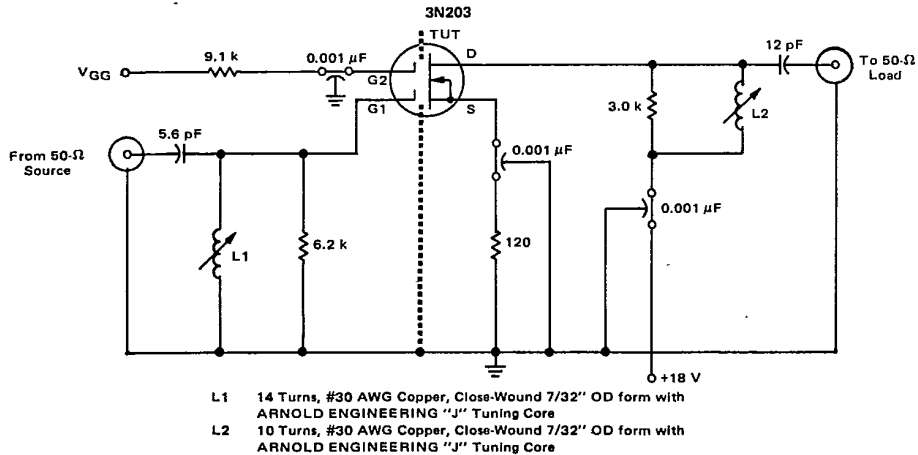 3N203
TUT
9.1 k
0.001 μF
D
12 pF
VGG
G2
To 50-Ω
Load
G1
S
3.0 k
L2
5.6 pF
From 50-Ω
Source
0.001 μF
0.001 μF
L1
6.2 k
120
+18 V
L1 14 Turns, #30 AWG Copper, Close-Wound 7/32" OD form with
ARNOLD ENGINEERING "J" Tuning Core
L2 10 Turns, #30 AWG Copper, Close-Wound 7/32" OD form with
ARNOLD ENGINEERING "J" Tuning Core